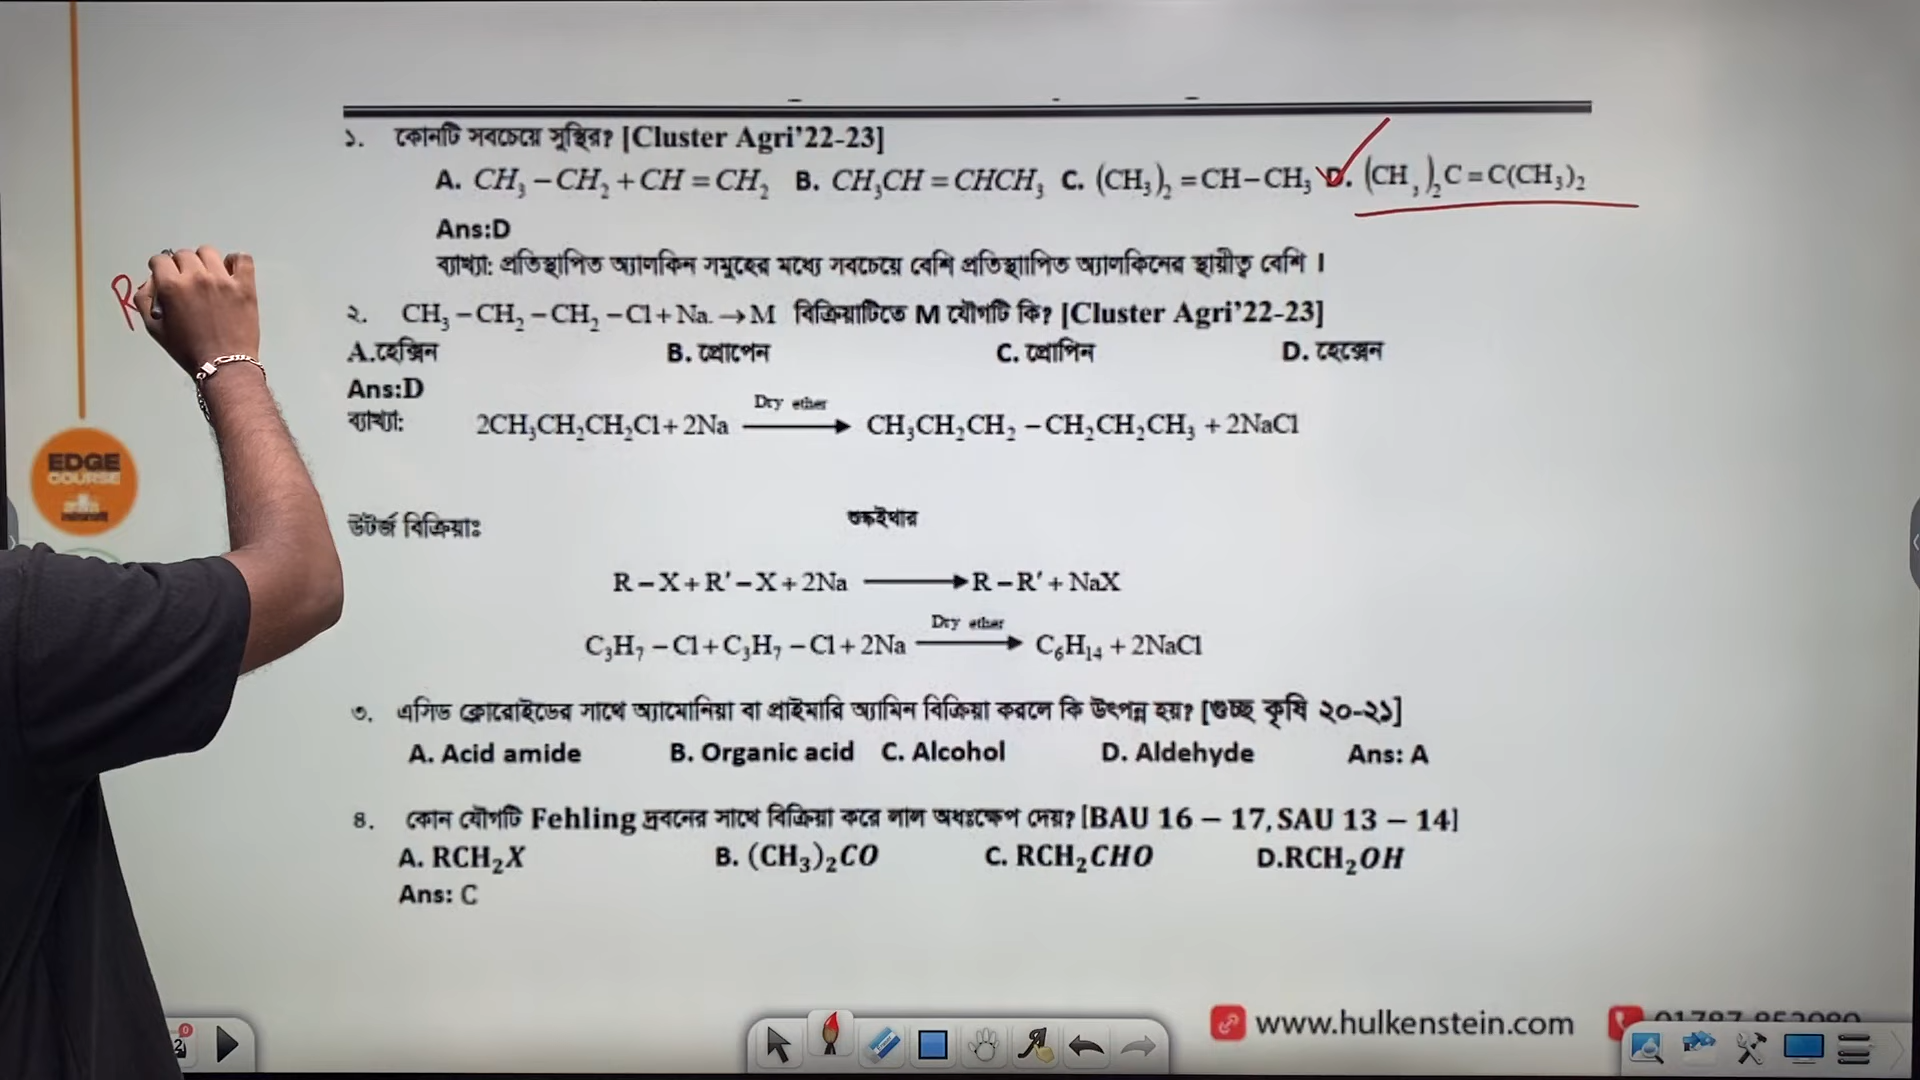 ১. কোনটি সবচেয়ে সুস্থির? [Cluster Agri’22-23]
A. CH₃ – CH₂ + CH = CH₂ B. CH₃CH = CHCH₃ C. (CH₃)₂ = CH – CH₃ D. (CH₃)₂C = C(CH₃)₂
Ans:D
ব্যাখ্যা: প্রতিস্থাপিত অ্যালকিন সমূহের মধ্যে সবচেয়ে বেশি প্রতিস্থাপিত অ্যালকিনের স্থায়ীত্ব বেশি ।
২. CH₃ – CH₂ – CH₂ – Cl + Na → M বিক্রিয়াটিতে M যৌগটি কি? [Cluster Agri’22-23]
A.হেক্সিন B. প্রোপেন C. প্রোপিন D. হেক্সেন
Ans:D
ব্যাখ্যা: 2CH₃CH₂CH₂Cl + 2Na Dry ether → CH₃CH₂CH₂ – CH₂CH₂CH₃ + 2NaCl
EDGE
COURSE
উর্টজ বিক্রিয়াঃ শুষ্কইথার
R – X + R′ – X + 2Na → R – R′ + NaX
C₃H₇ – Cl + C₃H₇ – Cl + 2Na Dry ether → C₆H₁₄ + 2NaCl
৩. এসিড ক্লোরাইডের সাথে অ্যামোনিয়া বা প্রাইমারি অ্যামিন বিক্রিয়া করলে কি উৎপন্ন হয়? [গুচ্ছ কৃষি ২০-২১]
A. Acid amide B. Organic acid C. Alcohol D. Aldehyde Ans: A
৪. কোন যৌগটি Fehling দ্রবনের সাথে বিক্রিয়া করে লাল অধঃক্ষেপ দেয়? [BAU 16 – 17, SAU 13 – 14]
A. RCH₂X B. (CH₃)₂CO C. RCH₂CHO D.RCH₂OH
Ans: C
www.hulkenstein.com